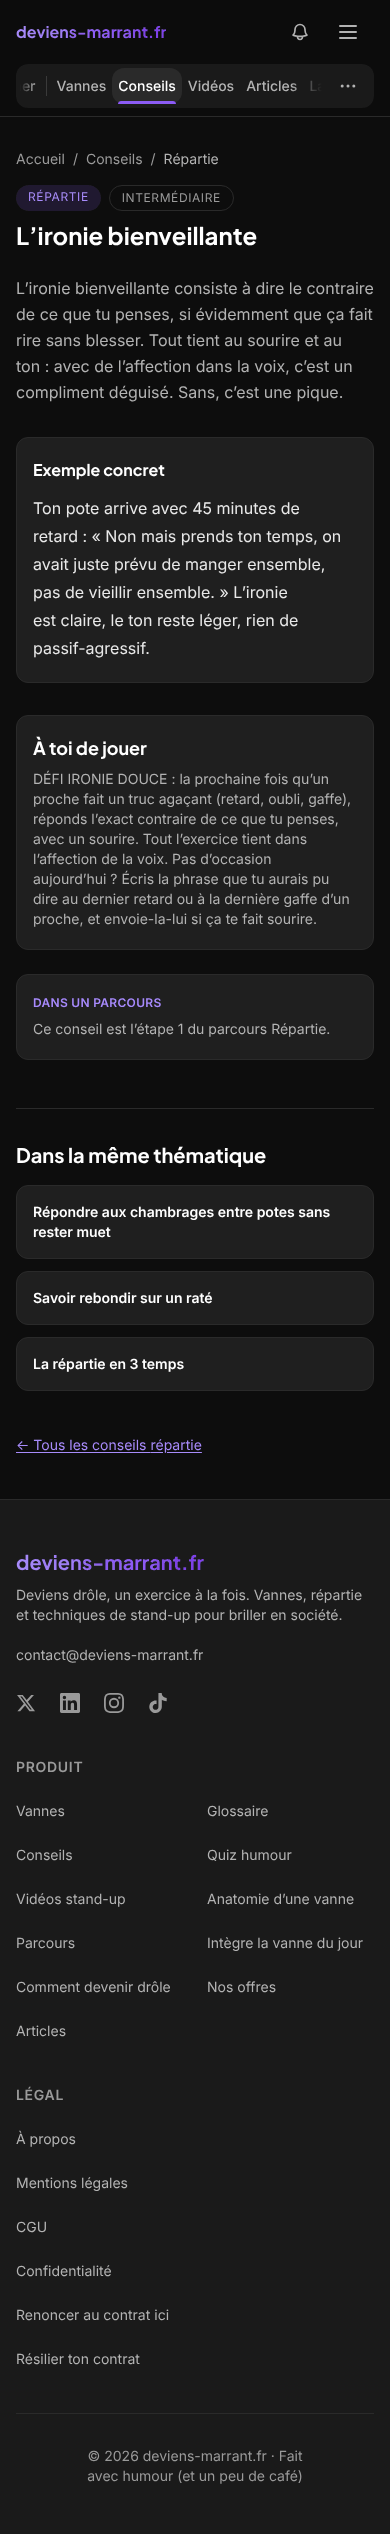 deviens-marrant.fr
er
Vannes
Conseils
Vidéos
Articles
Accueil / Conseils / Répartie
RÉPARTIE
INTERMÉDIAIRE
L’ironie bienveillante
L’ironie bienveillante consiste à dire le contraire
de ce que tu penses, si évidemment que ça fait
rire sans blesser. Tout tient au sourire et au
ton : avec de l’affection dans la voix, c’est un
compliment déguisé. Sans, c’est une pique.
Exemple concret
Ton pote arrive avec 45 minutes de
retard : « Non mais prends ton temps, on
avait juste prévu de manger ensemble,
pas de vieillir ensemble. » L’ironie
est claire, le ton reste léger, rien de
passif-agressif.
À toi de jouer
DÉFI IRONIE DOUCE : la prochaine fois qu’un
proche fait un truc agaçant (retard, oubli, gaffe),
réponds l’exact contraire de ce que tu penses,
avec un sourire. Tout l’exercice tient dans
l’affection de la voix. Pas d’occasion
aujourd’hui ? Écris la phrase que tu aurais pu
dire au dernier retard ou à la dernière gaffe d’un
proche, et envoie-la-lui si ça te fait sourire.
DANS UN PARCOURS
Ce conseil est l’étape 1 du parcours Répartie.
Dans la même thématique
Répondre aux chambrages entre potes sans
rester muet
Savoir rebondir sur un raté
La répartie en 3 temps
← Tous les conseils répartie
deviens-marrant.fr
Deviens drôle, un exercice à la fois. Vannes, répartie
et techniques de stand-up pour briller en société.
contact@deviens-marrant.fr
PRODUIT
Vannes
Conseils
Vidéos stand-up
Parcours
Comment devenir drôle
Articles
Glossaire
Quiz humour
Anatomie d’une vanne
Intègre la vanne du jour
Nos offres
LÉGAL
À propos
Mentions légales
CGU
Confidentialité
Renoncer au contrat ici
Résilier ton contrat
© 2026 deviens-marrant.fr · Fait
avec humour (et un peu de café)